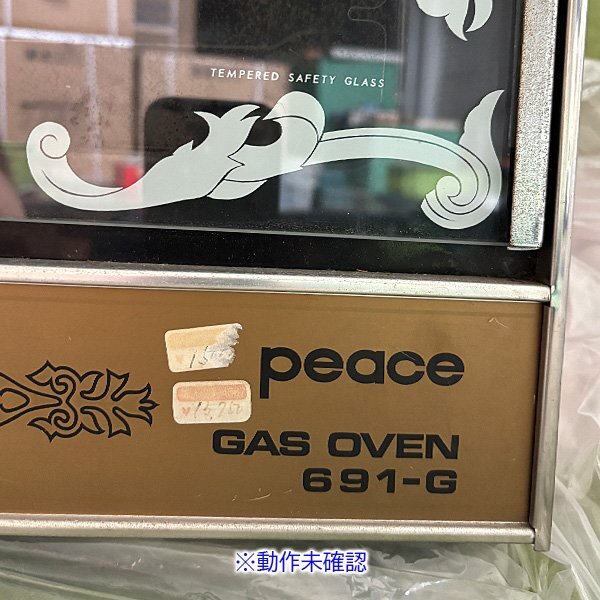 TEMPERED SAFETY GLASS
peace
GAS OVEN
691-G
※動作未確認